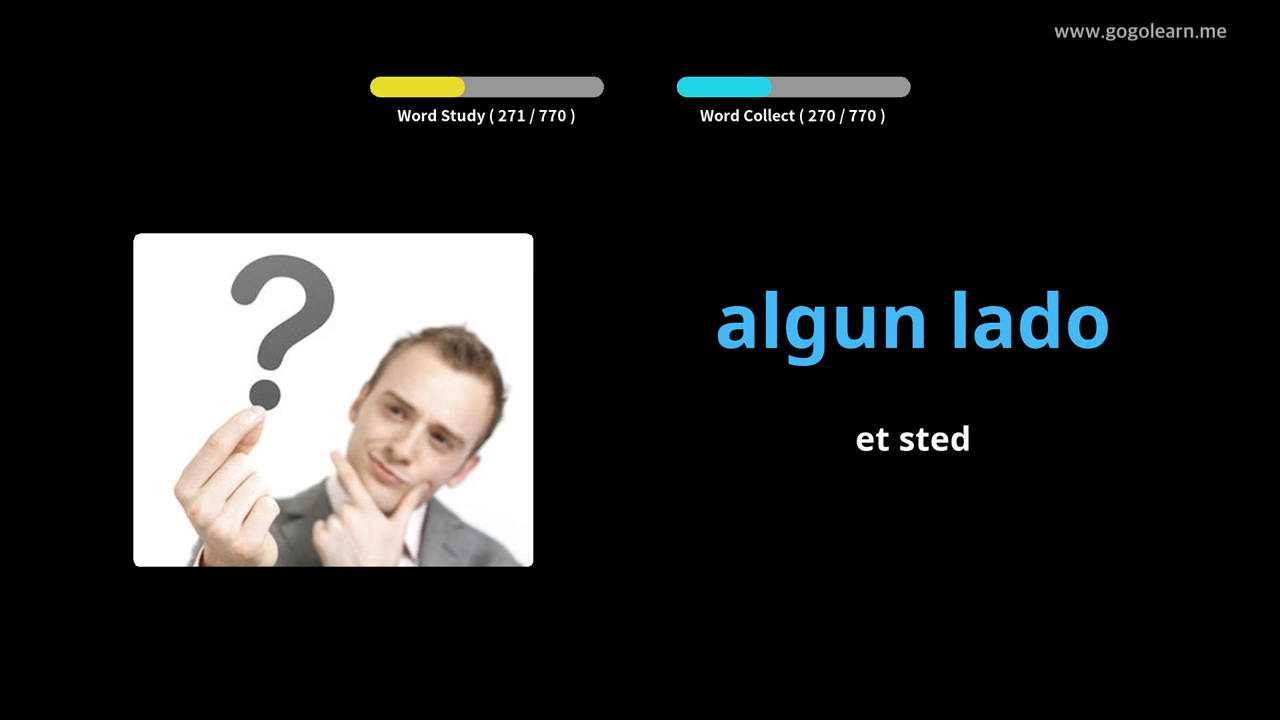 www.gogolearn.me
Word Study ( 271 / 770 )
Word Collect ( 270 / 770 )
?
algun lado
et sted